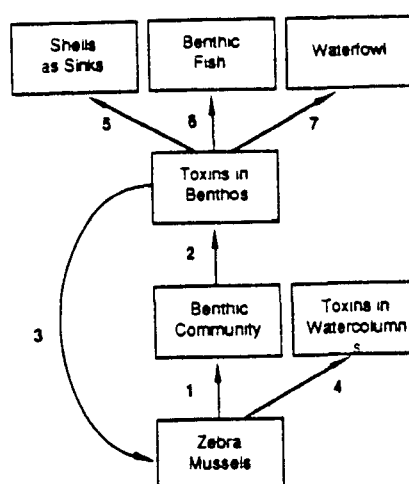 Shells
as Sinks
Benthic
Fish
Waterfowl
5
6
7
Toxins in
Benthos
2
3
Benthic
Community
Toxins in
Watercolumn
s
1
4
Zebra
Mussels